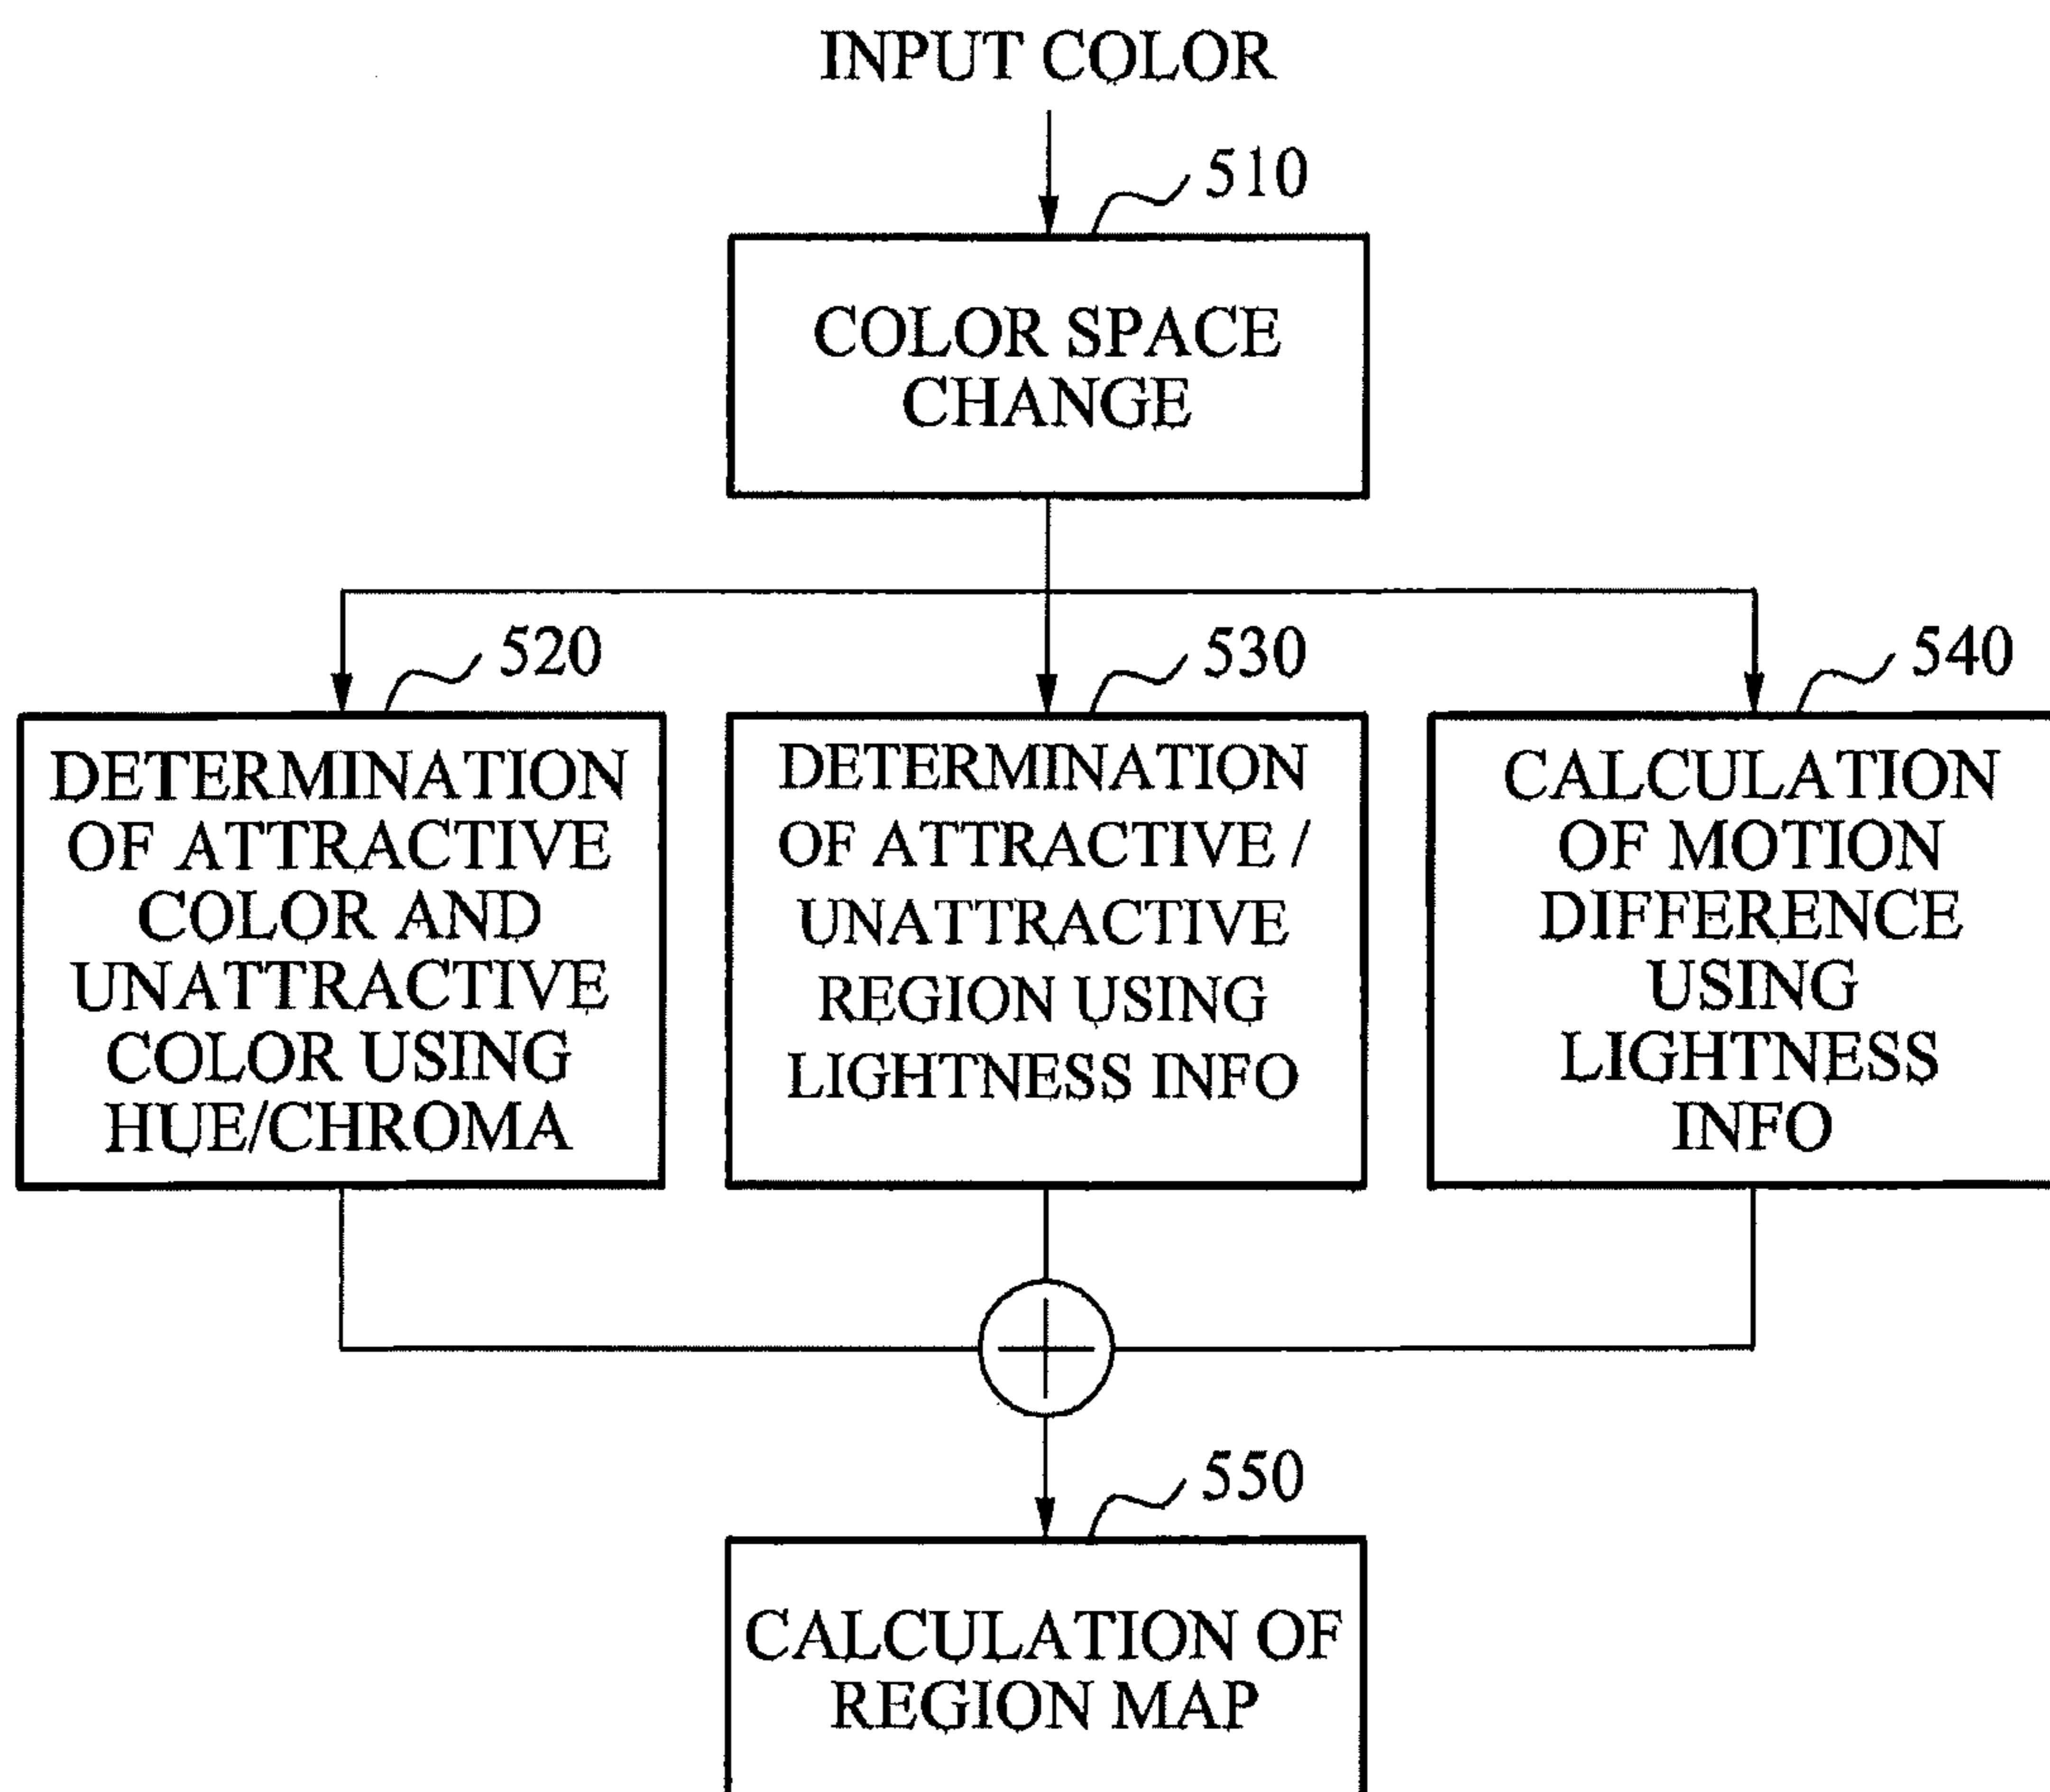 INPUT COLOR
510
COLOR SPACE
CHANGE
520
DETERMINATION
OF ATTRACTIVE
COLOR AND
UNATTRACTIVE
COLOR USING
HUE/CHROMA
530
DETERMINATION
OF ATTRACTIVE /
UNATTRACTIVE
REGION USING
LIGHTNESS INFO
540
CALCULATION
OF MOTION
DIFFERENCE
USING
LIGHTNESS
INFO
550
CALCULATION OF
REGION MAP